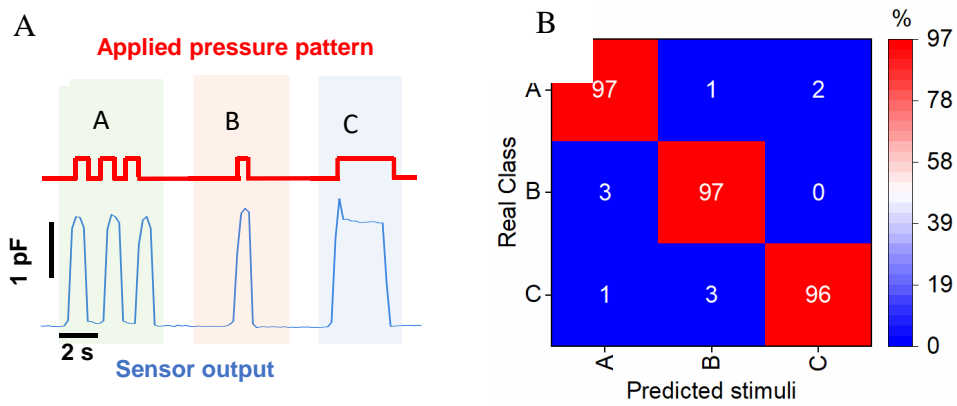 A
Applied pressure pattern
A
B
C
1 pF
2 s
Sensor output
B
%
97
78
58
39
19
0
Real Class
A
97
1
2
B
3
97
0
C
1
3
96
A
B
C
Predicted stimuli